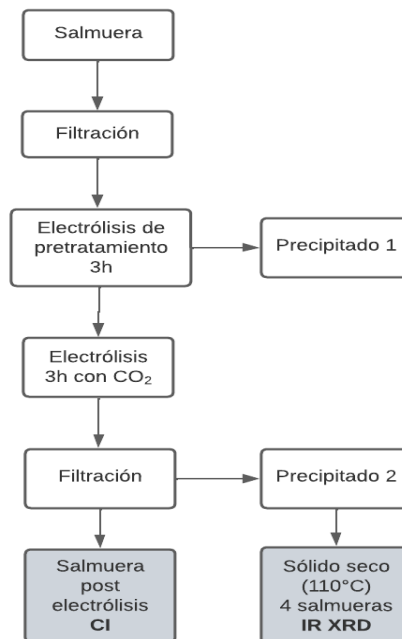 Salmuera
Filtración
Electrólisis de
pretratamiento
3h
Precipitado 1
Electrólisis
3h con CO₂
Filtración
Precipitado 2
Salmuera
post
electrólisis
CI
Sólido seco
(110°C)
4 salmueras
IR XRD